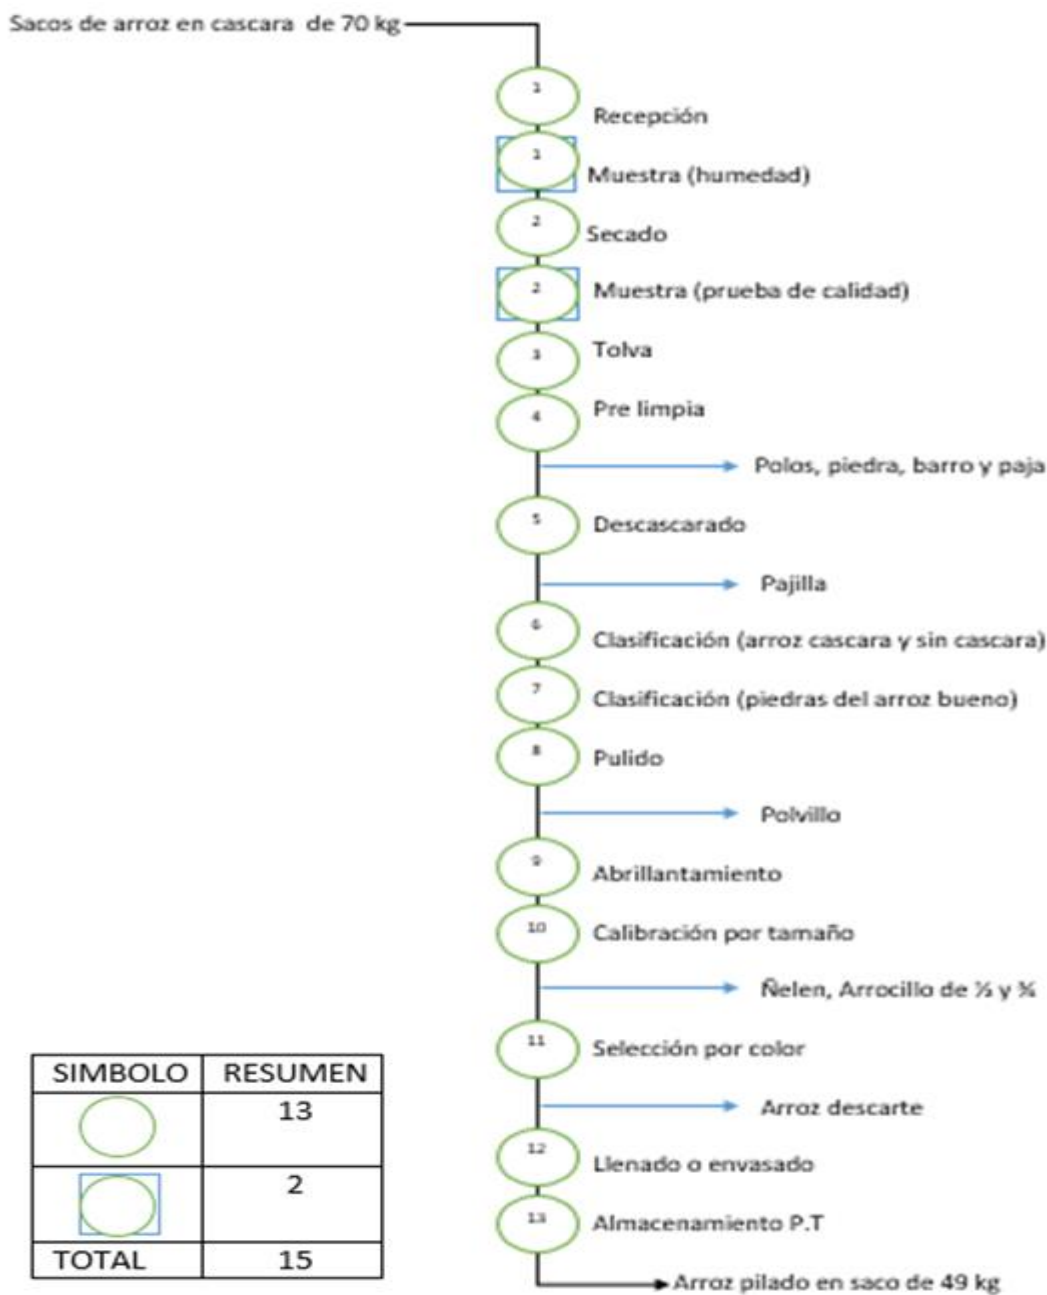 Sacos de arroz en cascara de 70 kg
1
Recepción
1
Muestra (humedad)
2
Secado
2
Muestra (prueba de calidad)
3
Tolva
4
Pre limpia
Polos, piedra, barro y paja
5
Descascarado
Pajilla
6
Clasificación (arroz cascara y sin cascara)
7
Clasificación (piedras del arroz bueno)
8
Pulido
Polvillo
9
Abrillantamiento
10
Calibración por tamaño
Ñelen, Arrocillo de ½ y ¾
11
Selección por color
Arroz descarte
12
Llenado o envasado
13
Almacenamiento P.T
Arroz pilado en saco de 49 kg
SIMBOLO RESUMEN
13
2
TOTAL 15